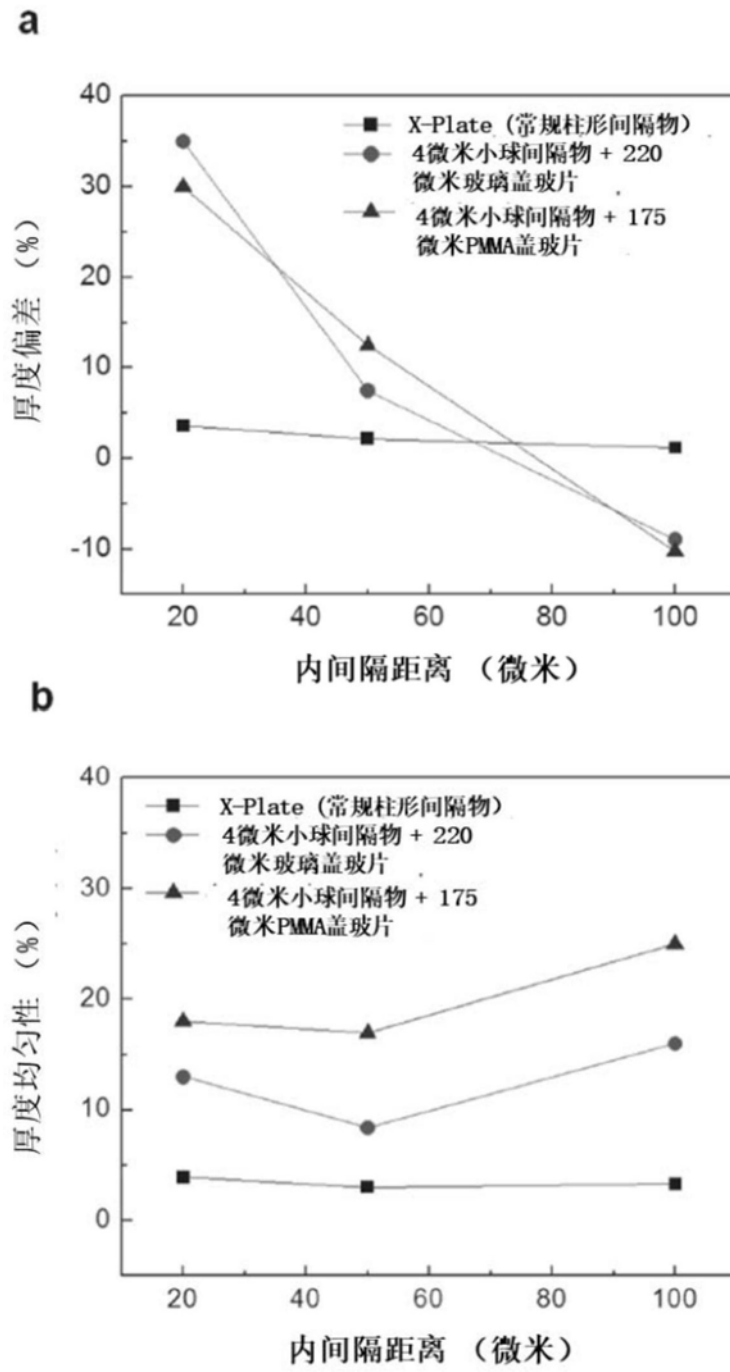 a
40
30
20
10
0
-10
厚度偏差 (%)
X-Plate (常规柱形间隔物)
4微米小球间隔物 + 220
微米玻璃盖玻片
4微米小球间隔物 + 175
微米PMMA盖玻片
20 40 60 80 100
内间隔距离 (微米)
b
40
30
20
10
0
厚度均匀性 (%)
X-Plate (常规柱形间隔物)
4微米小球间隔物 + 220
微米玻璃盖玻片
4微米小球间隔物 + 175
微米PMMA盖玻片
20 40 60 80 100
内间隔距离 (微米)